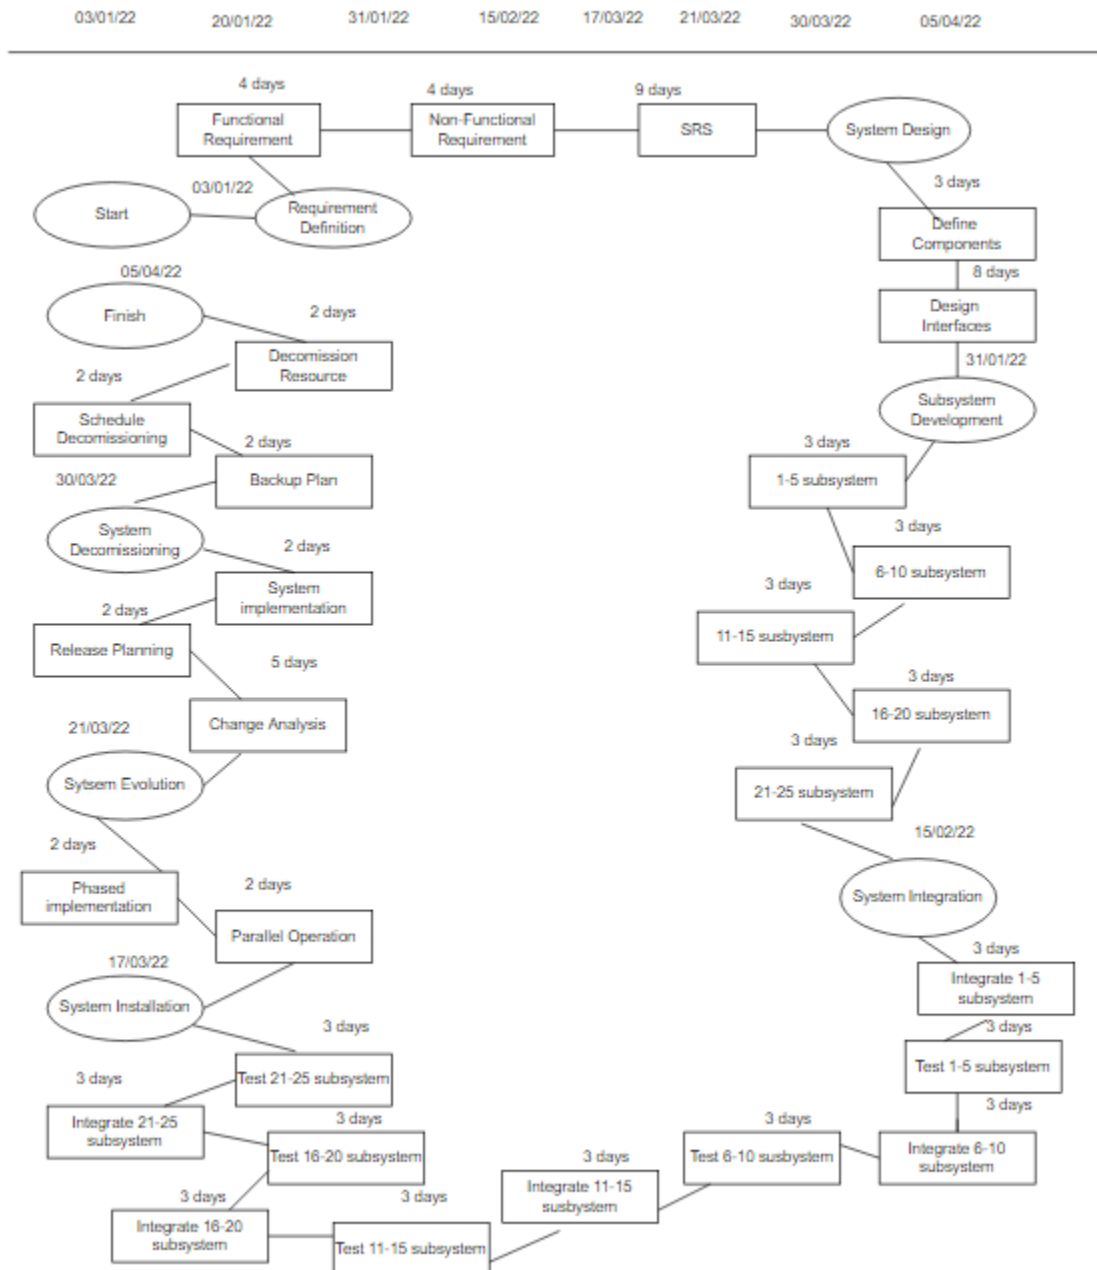 03/01/22
20/01/22
31/01/22
15/02/22
17/03/22
21/03/22
30/03/22
05/04/22
4 days
4 days
9 days
Functional
Requirement
Non-Functional
Requirement
SRS
System Design
03/01/22
3 days
Start
Requirement
Definition
Define
Components
05/04/22
8 days
Finish
2 days
Design
Interfaces
Decomission
Resource
31/01/22
2 days
Subsystem
Development
Schedule
Decomissioning
2 days
3 days
30/03/22
Backup Plan
1-5 subsystem
System
Decomissioning
2 days
3 days
System
implementation
6-10 subsystem
2 days
3 days
Release Planning
11-15 susbystem
5 days
3 days
21/03/22
Change Analysis
16-20 subsystem
3 days
Sytsem Evolution
21-25 subsystem
15/02/22
2 days
Phased
implementation
2 days
System Integration
Parallel Operation
17/03/22
3 days
System Installation
Integrate 1-5
subsystem
3 days
3 days
Test 21-25 subsystem
Test 1-5 subsystem
3 days
3 days
Integrate 21-25
subsystem
3 days
3 days
Test 16-20 subsystem
Test 6-10 susbystem
Integrate 6-10
subsystem
3 days
3 days
3 days
Integrate 11-15
susbystem
Integrate 16-20
subsystem
Test 11-15 subsystem